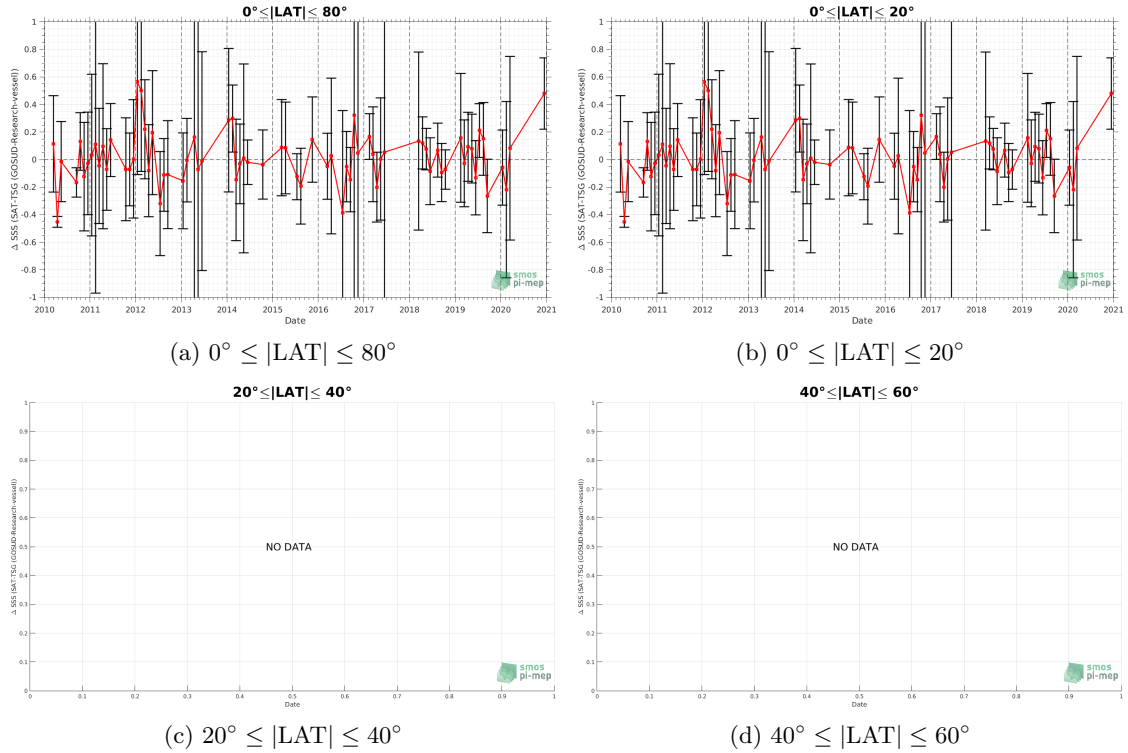 0°≤|LAT|≤ 80°
Δ SSS (SAT-TSG (GOSUD-Research-vessel))
1
0.8
0.6
0.4
0.2
0
-0.2
-0.4
-0.6
-0.8
-1
2010 2011 2012 2013 2014 2015 2016 2017 2018 2019 2020 2021
Date
smos
pi-mep
(a) 0° ≤ |LAT| ≤ 80°
0°≤|LAT|≤ 20°
Δ SSS (SAT-TSG (GOSUD-Research-vessel))
1
0.8
0.6
0.4
0.2
0
-0.2
-0.4
-0.6
-0.8
-1
2010 2011 2012 2013 2014 2015 2016 2017 2018 2019 2020 2021
Date
smos
pi-mep
(b) 0° ≤ |LAT| ≤ 20°
20°≤|LAT|≤ 40°
Δ SSS (SAT-TSG (GOSUD-Research-vessel))
1
0.9
0.8
0.7
0.6
0.5
0.4
0.3
0.2
0.1
0
NO DATA
0 0.1 0.2 0.3 0.4 0.5 0.6 0.7 0.8 0.9 1
Date
smos
pi-mep
(c) 20° ≤ |LAT| ≤ 40°
40°≤|LAT|≤ 60°
Δ SSS (SAT-TSG (GOSUD-Research-vessel))
1
0.9
0.8
0.7
0.6
0.5
0.4
0.3
0.2
0.1
0
NO DATA
0 0.1 0.2 0.3 0.4 0.5 0.6 0.7 0.8 0.9 1
Date
smos
pi-mep
(d) 40° ≤ |LAT| ≤ 60°